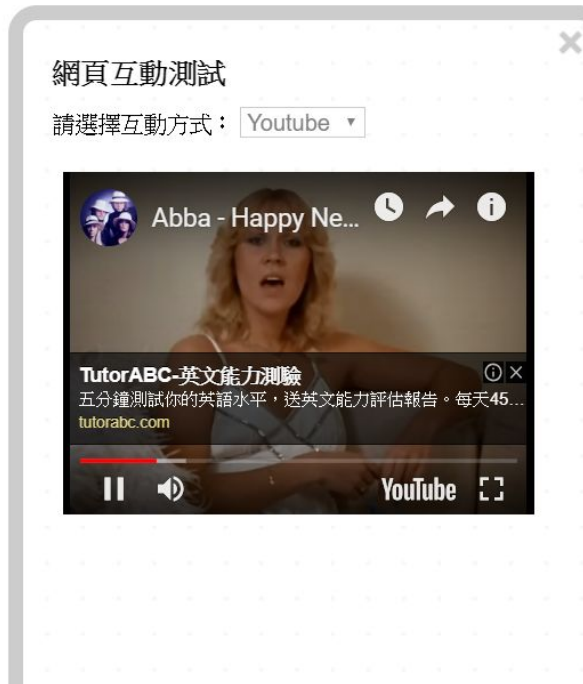 網頁互動測試
請選擇互動方式： Youtube
Abba - Happy Ne...
TutorABC-英文能力測驗
五分鐘測試你的英語水平，送英文能力評估報告。每天45...
tutorabc.com
YouTube